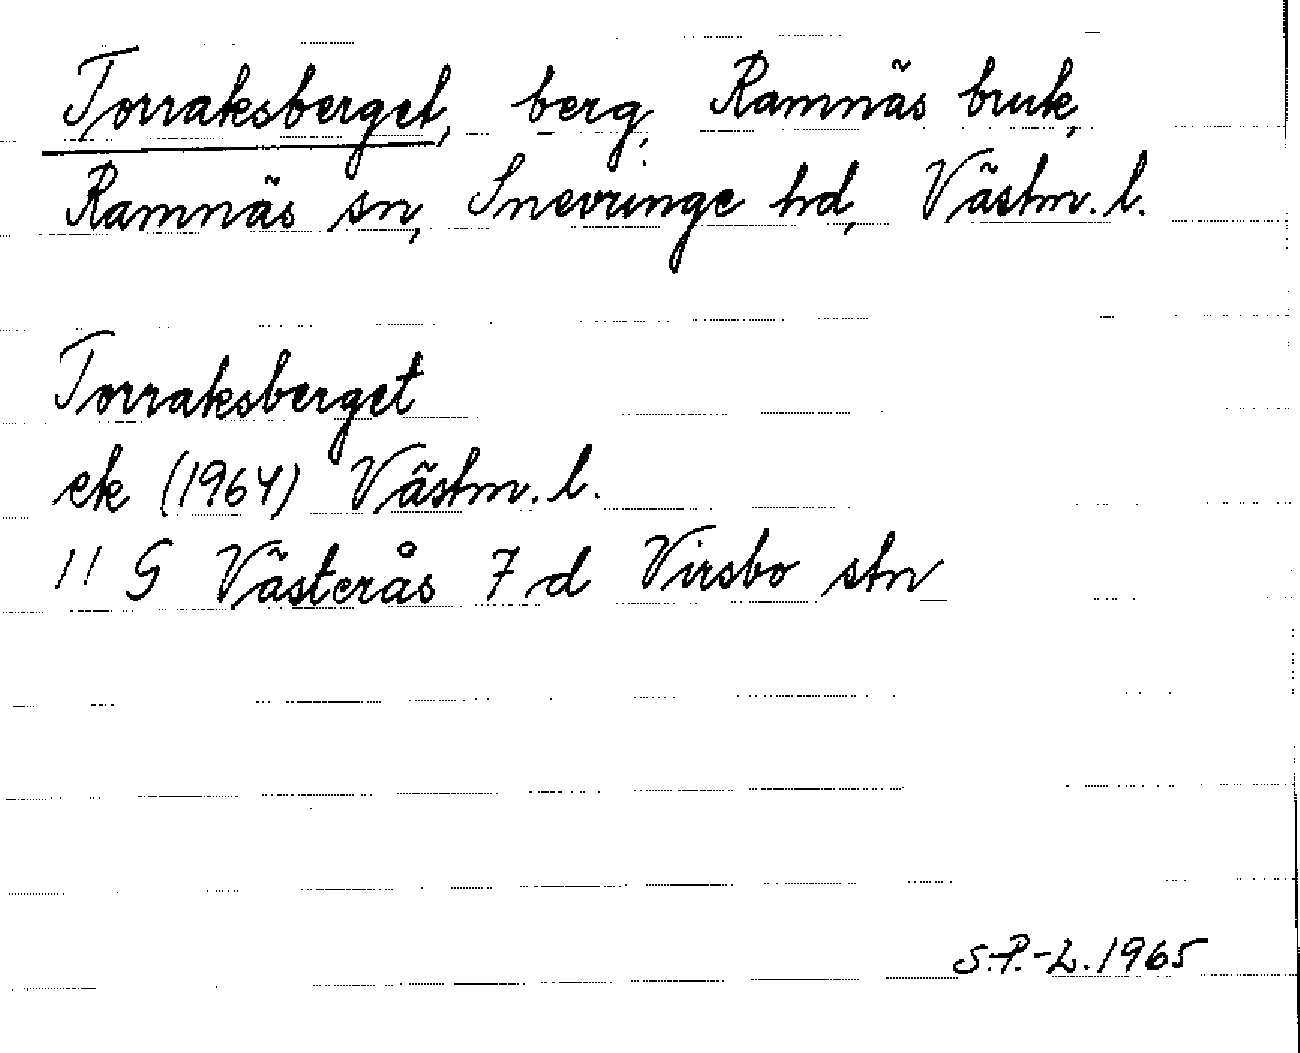 Torraksberget, berg, Ramnäs bruk,
Ramnäs sn, Snevringe hd, Västm. l.
Torraksberget
ek (1964) Västm. l.
11 G Västerås 7 d Virsbo stn
S.P.-L. 1965